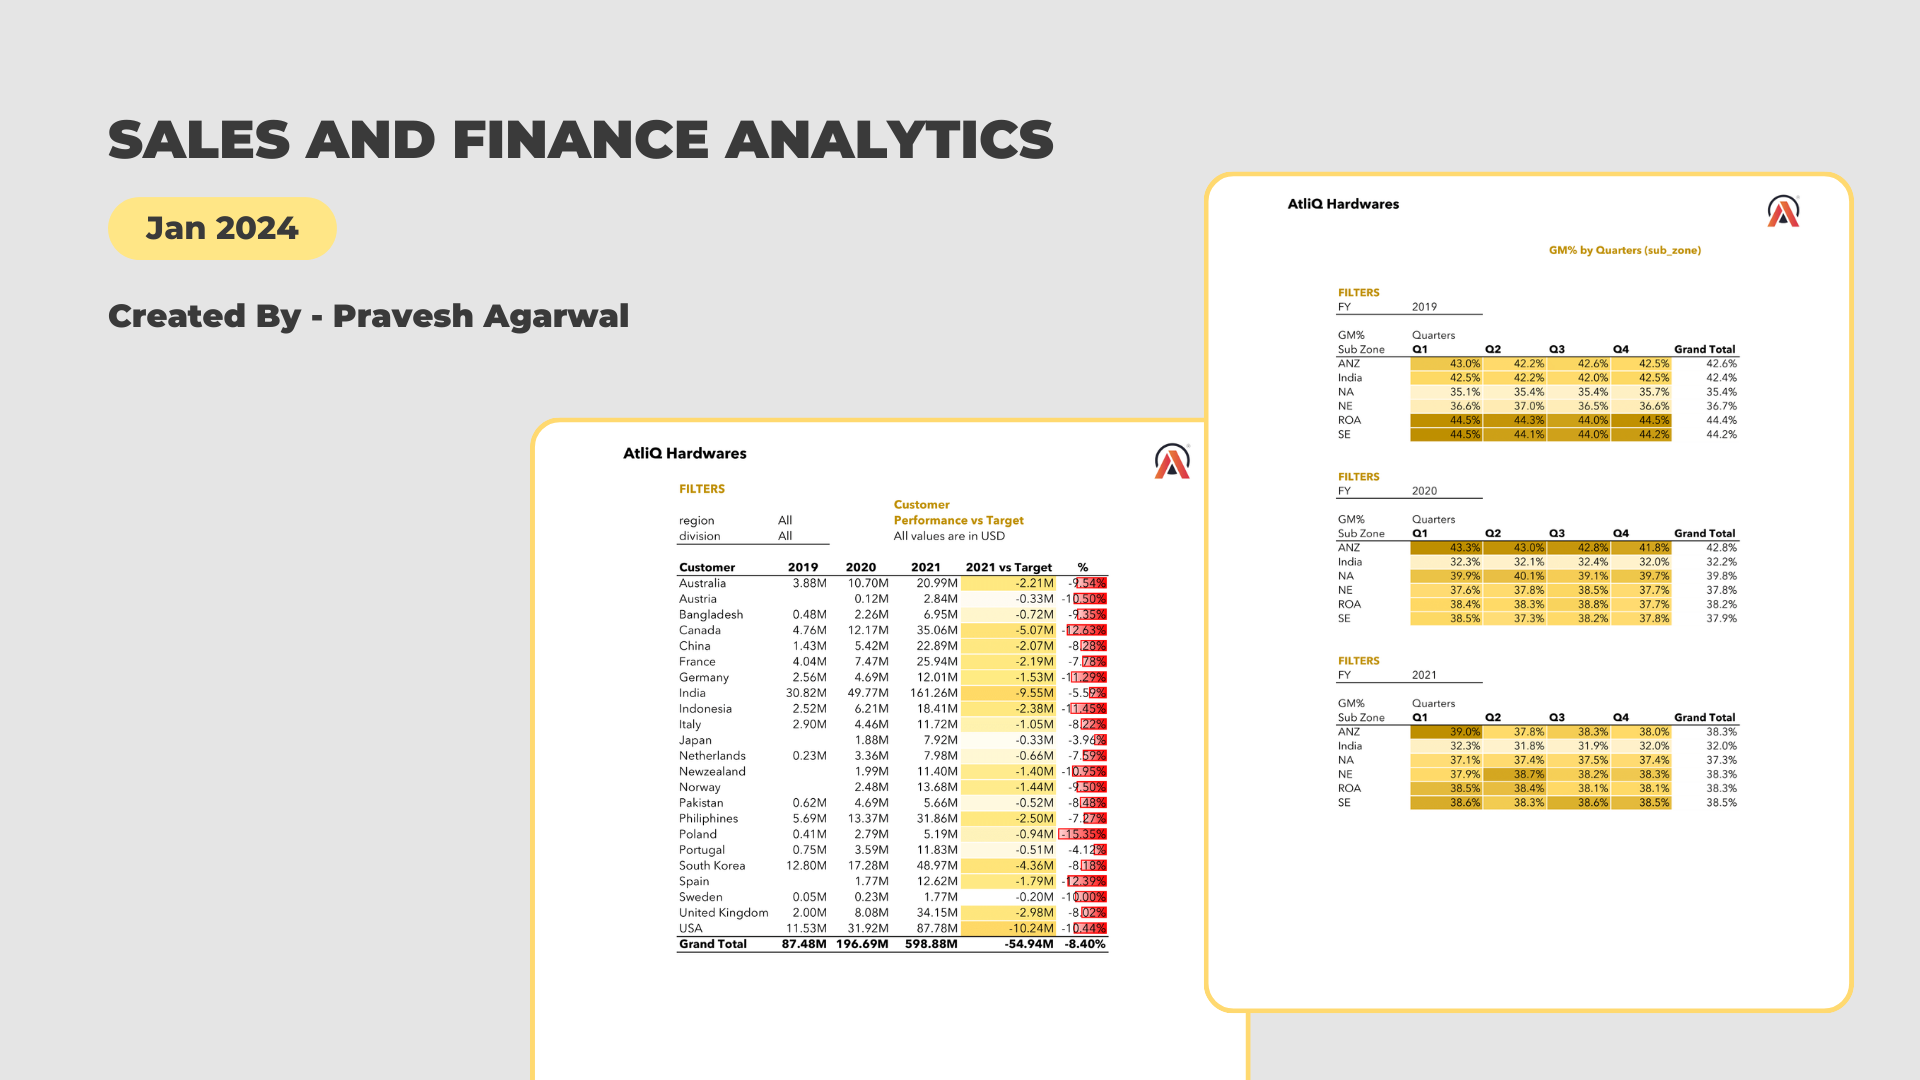 SALES AND FINANCE ANALYTICS
Jan 2024
Created By - Pravesh Agarwal
AtliQ Hardwares
FILTERS
Customer
Performance vs Target
region All
division All All values are in USD
Customer 2019 2020 2021 2021 vs Target %
Australia 3.88M 10.70M 20.99M -2.21M -9.54%
Austria 0.12M 2.84M -0.33M -10.50%
Bangladesh 0.48M 2.26M 6.95M -0.72M -9.35%
Canada 4.76M 12.17M 35.06M -5.07M -12.63%
China 1.43M 5.42M 22.89M -2.07M -8.28%
France 4.04M 7.47M 25.94M -2.19M -7.78%
Germany 2.56M 4.69M 12.01M -1.53M -11.29%
India 30.82M 49.77M 161.26M -9.55M -5.59%
Indonesia 2.52M 6.21M 18.41M -2.38M -11.45%
Italy 2.90M 4.46M 11.72M -1.05M -8.22%
Japan 1.88M 7.92M -0.33M -3.96%
Netherlands 0.23M 3.36M 7.98M -0.66M -7.59%
Newzealand 1.99M 11.40M -1.40M -10.95%
Norway 2.48M 13.68M -1.44M -9.50%
Pakistan 0.62M 4.69M 5.66M -0.52M -8.48%
Philiphines 5.69M 13.37M 31.86M -2.50M -7.27%
Poland 0.41M 2.79M 5.19M -0.94M -15.35%
Portugal 0.75M 3.59M 11.83M -0.51M -4.12%
South Korea 12.80M 17.28M 48.97M -4.36M -8.18%
Spain 1.77M 12.62M -1.79M -12.39%
Sweden 0.05M 0.23M 1.77M -0.20M -10.00%
United Kingdom 2.00M 8.08M 34.15M -2.98M -8.02%
USA 11.53M 31.92M 87.78M -10.24M -10.44%
Grand Total 87.48M 196.69M 598.88M -54.94M -8.40%
AtliQ Hardwares
GM% by Quarters (sub_zone)
FILTERS
FY 2019
GM% Quarters
Sub Zone Q1 Q2 Q3 Q4 Grand Total
ANZ 43.0% 42.2% 42.6% 42.5% 42.6%
India 42.5% 42.2% 42.0% 42.5% 42.4%
NA 35.1% 35.4% 35.4% 35.7% 35.4%
NE 36.6% 37.0% 36.5% 36.6% 36.7%
ROA 44.5% 44.3% 44.0% 44.5% 44.4%
SE 44.5% 44.1% 44.0% 44.2% 44.2%
FILTERS
FY 2020
GM% Quarters
Sub Zone Q1 Q2 Q3 Q4 Grand Total
ANZ 43.3% 43.0% 42.8% 41.8% 42.8%
India 32.3% 32.1% 32.4% 32.0% 32.2%
NA 39.9% 40.1% 39.1% 39.7% 39.8%
NE 37.6% 37.8% 38.5% 37.7% 37.8%
ROA 38.4% 38.3% 38.8% 37.7% 38.2%
SE 38.5% 37.3% 38.2% 37.8% 37.9%
FILTERS
FY 2021
GM% Quarters
Sub Zone Q1 Q2 Q3 Q4 Grand Total
ANZ 39.0% 37.8% 38.3% 38.0% 38.3%
India 32.3% 31.8% 31.9% 32.0% 32.0%
NA 37.1% 37.4% 37.5% 37.4% 37.3%
NE 37.9% 38.7% 38.2% 38.3% 38.3%
ROA 38.5% 38.4% 38.1% 38.1% 38.3%
SE 38.6% 38.3% 38.6% 38.5% 38.5%